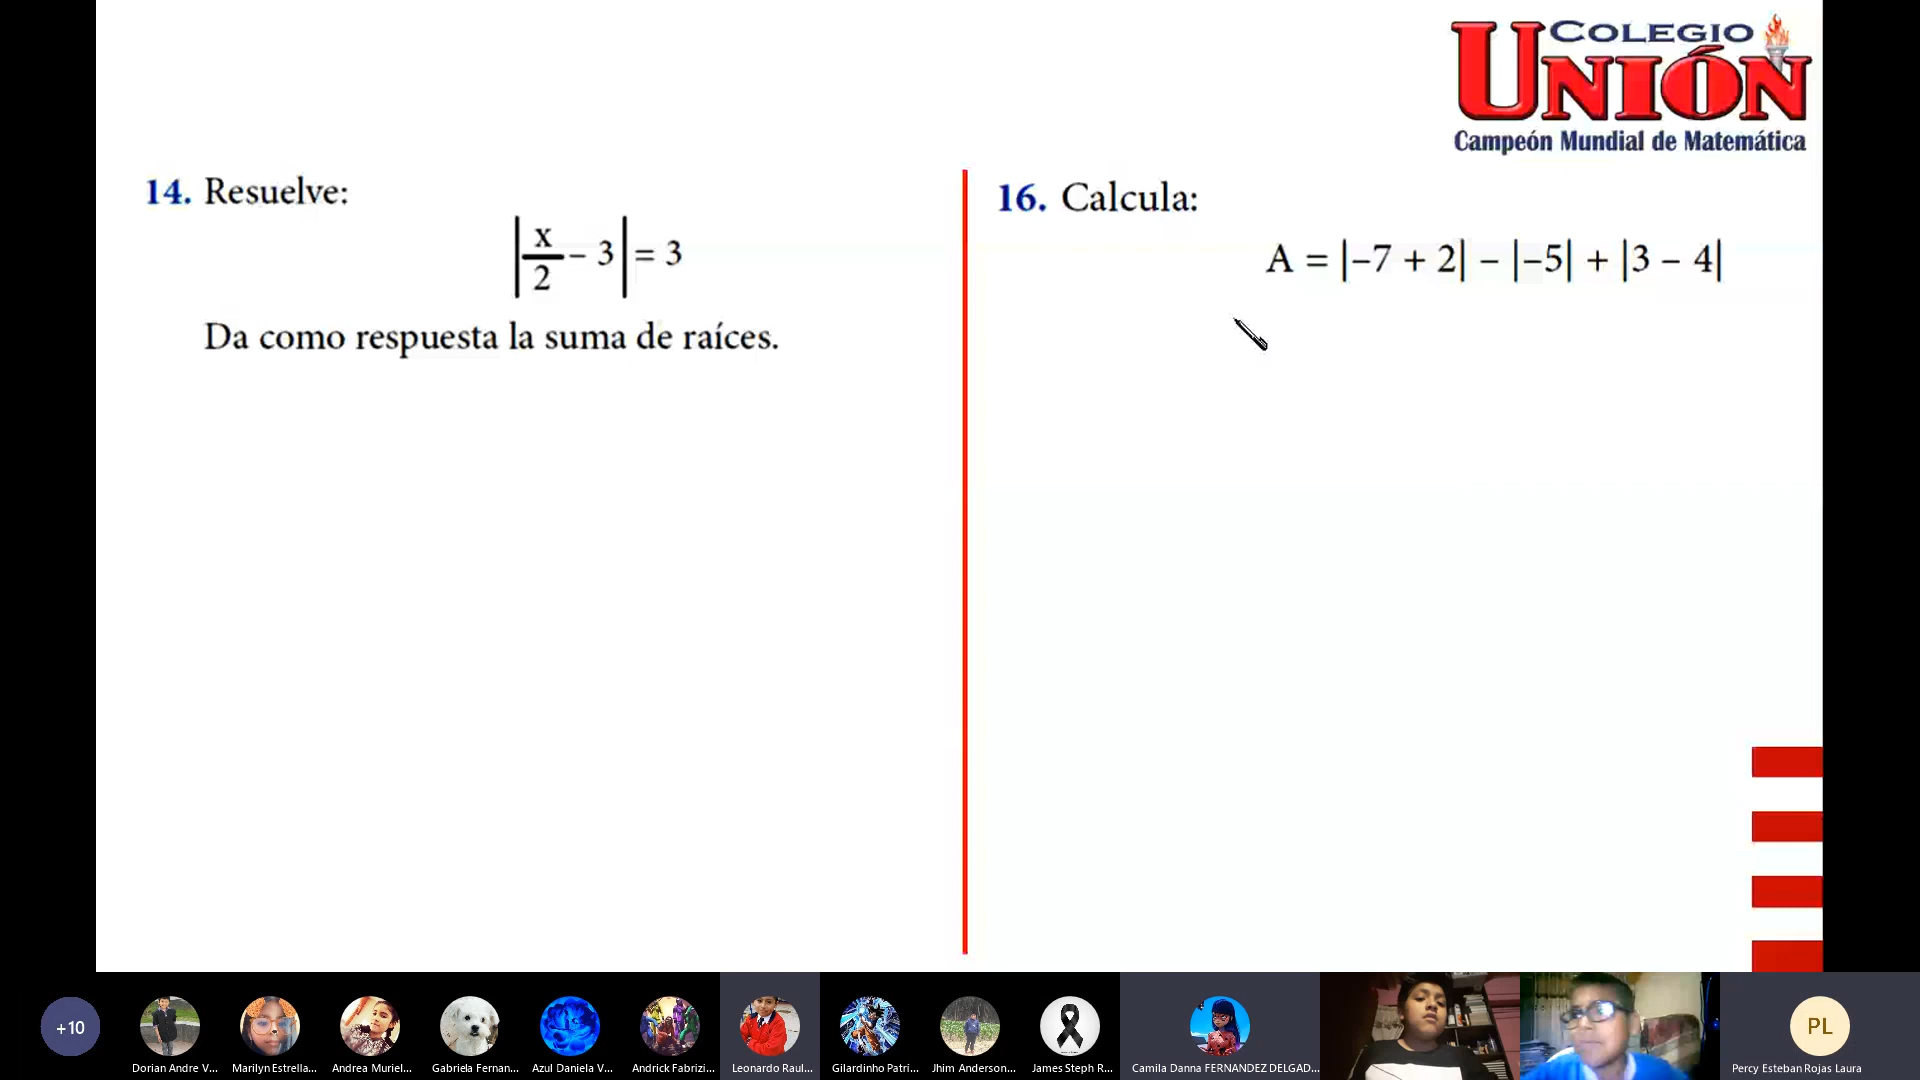 COLEGIO
UNIÓN
Campeón Mundial de Matemática
14. Resuelve:
|x/2 – 3| = 3
Da como respuesta la suma de raíces.
16. Calcula:
A = |–7 + 2| – |–5| + |3 – 4|
+10
Dorian Andre V...
Marilyn Estrella...
Andrea Muriel...
Gabriela Fernan...
Azul Daniela V...
Andrick Fabrizi...
Leonardo Raul...
Gilardinho Patri...
Jhim Anderson...
James Steph R...
Camila Danna FERNANDEZ DELGAD...
PL
Percy Esteban Rojas Laura